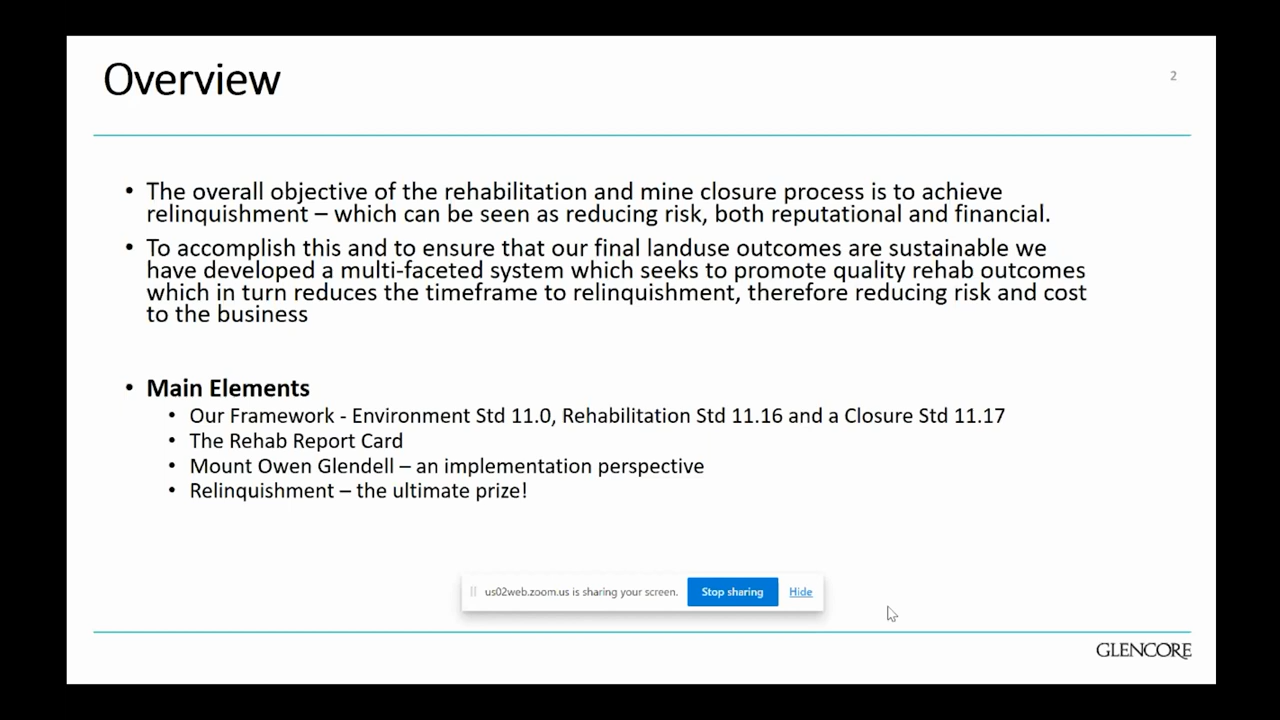 Overview
2
• The overall objective of the rehabilitation and mine closure process is to achieve
relinquishment – which can be seen as reducing risk, both reputational and financial.
• To accomplish this and to ensure that our final landuse outcomes are sustainable we
have developed a multi-faceted system which seeks to promote quality rehab outcomes
which in turn reduces the timeframe to relinquishment, therefore reducing risk and cost
to the business
• Main Elements
• Our Framework - Environment Std 11.0, Rehabilitation Std 11.16 and a Closure Std 11.17
• The Rehab Report Card
• Mount Owen Glendell – an implementation perspective
• Relinquishment – the ultimate prize!
us02web.zoom.us is sharing your screen. Stop sharing Hide
GLENCORE